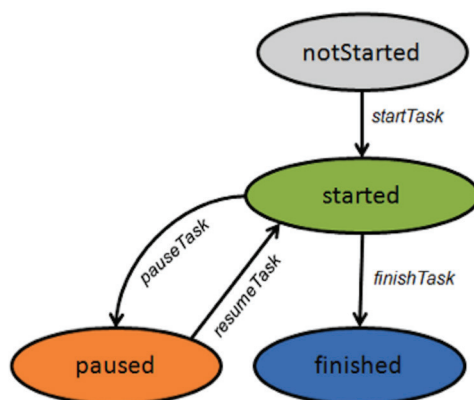 notStarted
startTask
started
pauseTask
resumeTask
finishTask
paused
finished